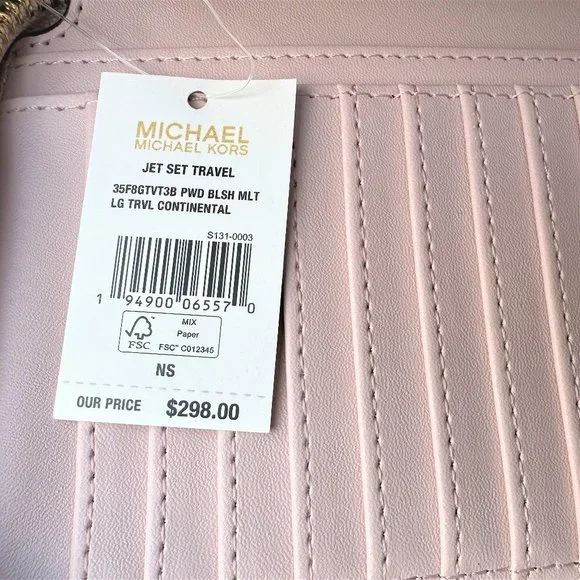 MICHAEL
MICHAEL KORS
JET SET TRAVEL
35F8GTVT3B PWD BLSH MLT
LG TRVL CONTINENTAL
S131-0003
1 94900 06557 0
MIX
Paper
FSC™ C012345
FSC
NS
OUR PRICE $298.00